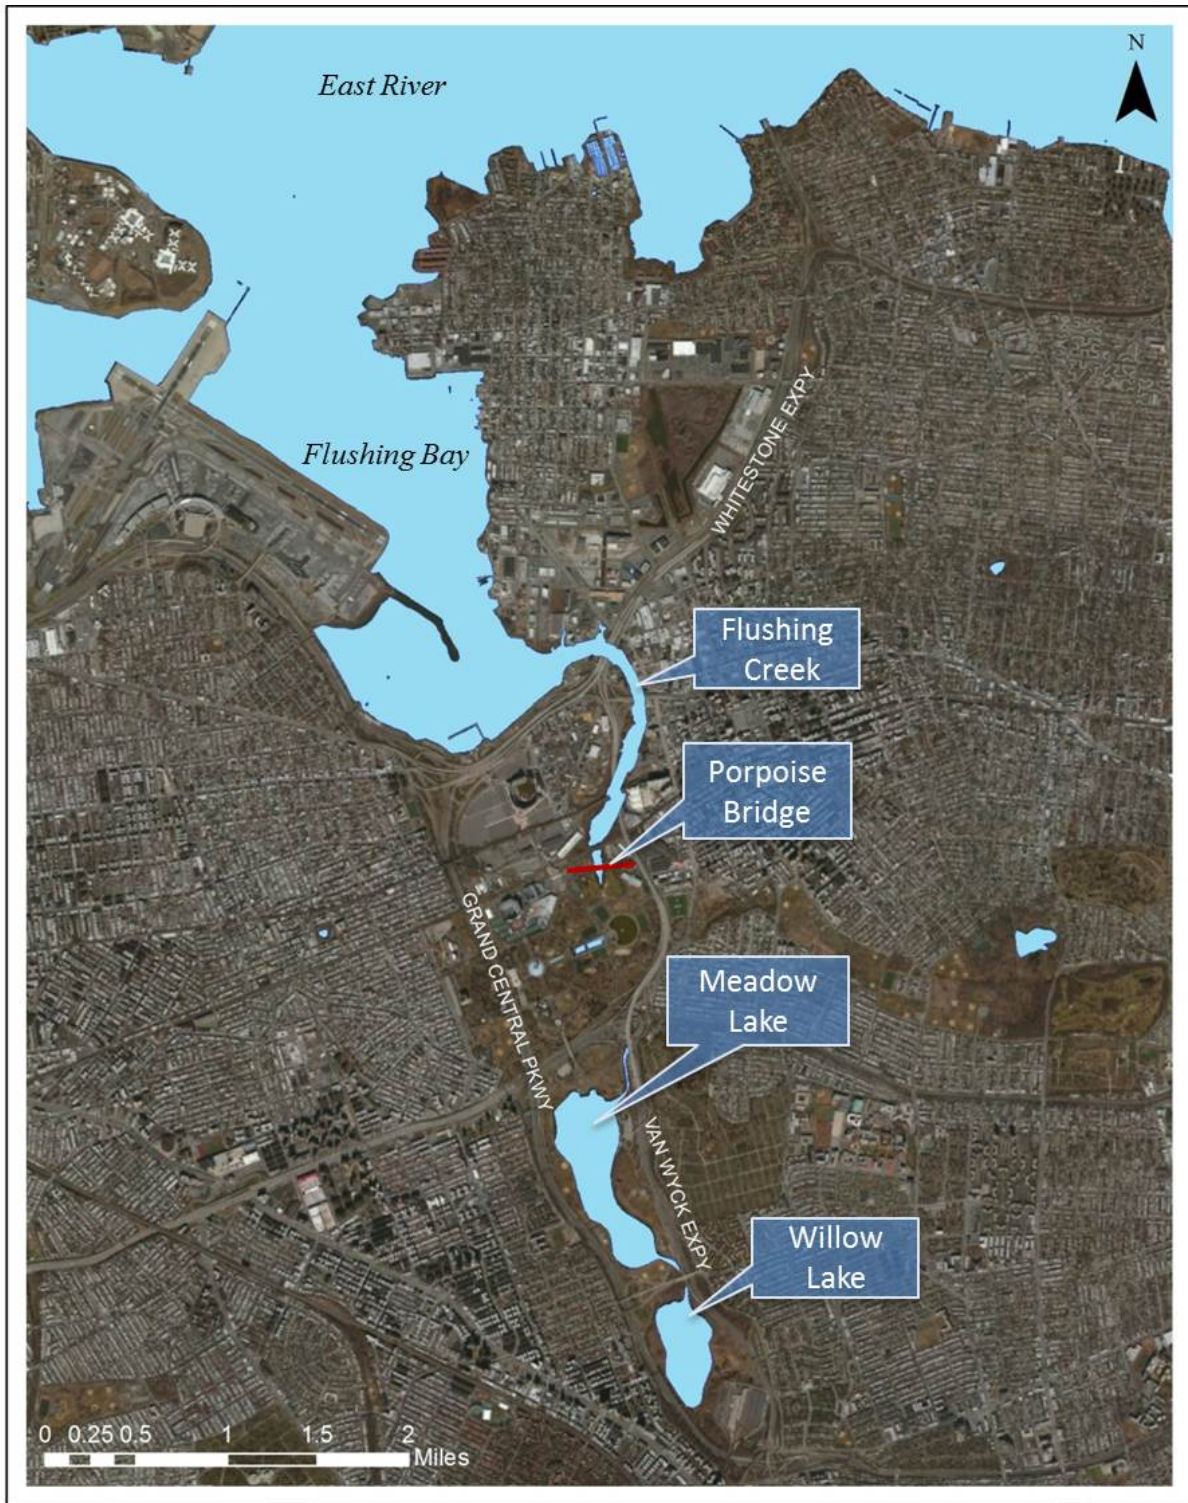 N
East River
WHITESTONE EXPY
Flushing Bay
Flushing
Creek
Porpoise
Bridge
GRAND CENTRAL PKWY
Meadow
Lake
VAN WYCK EXPY
Willow
Lake
0 0.25 0.5 1 1.5 2
Miles